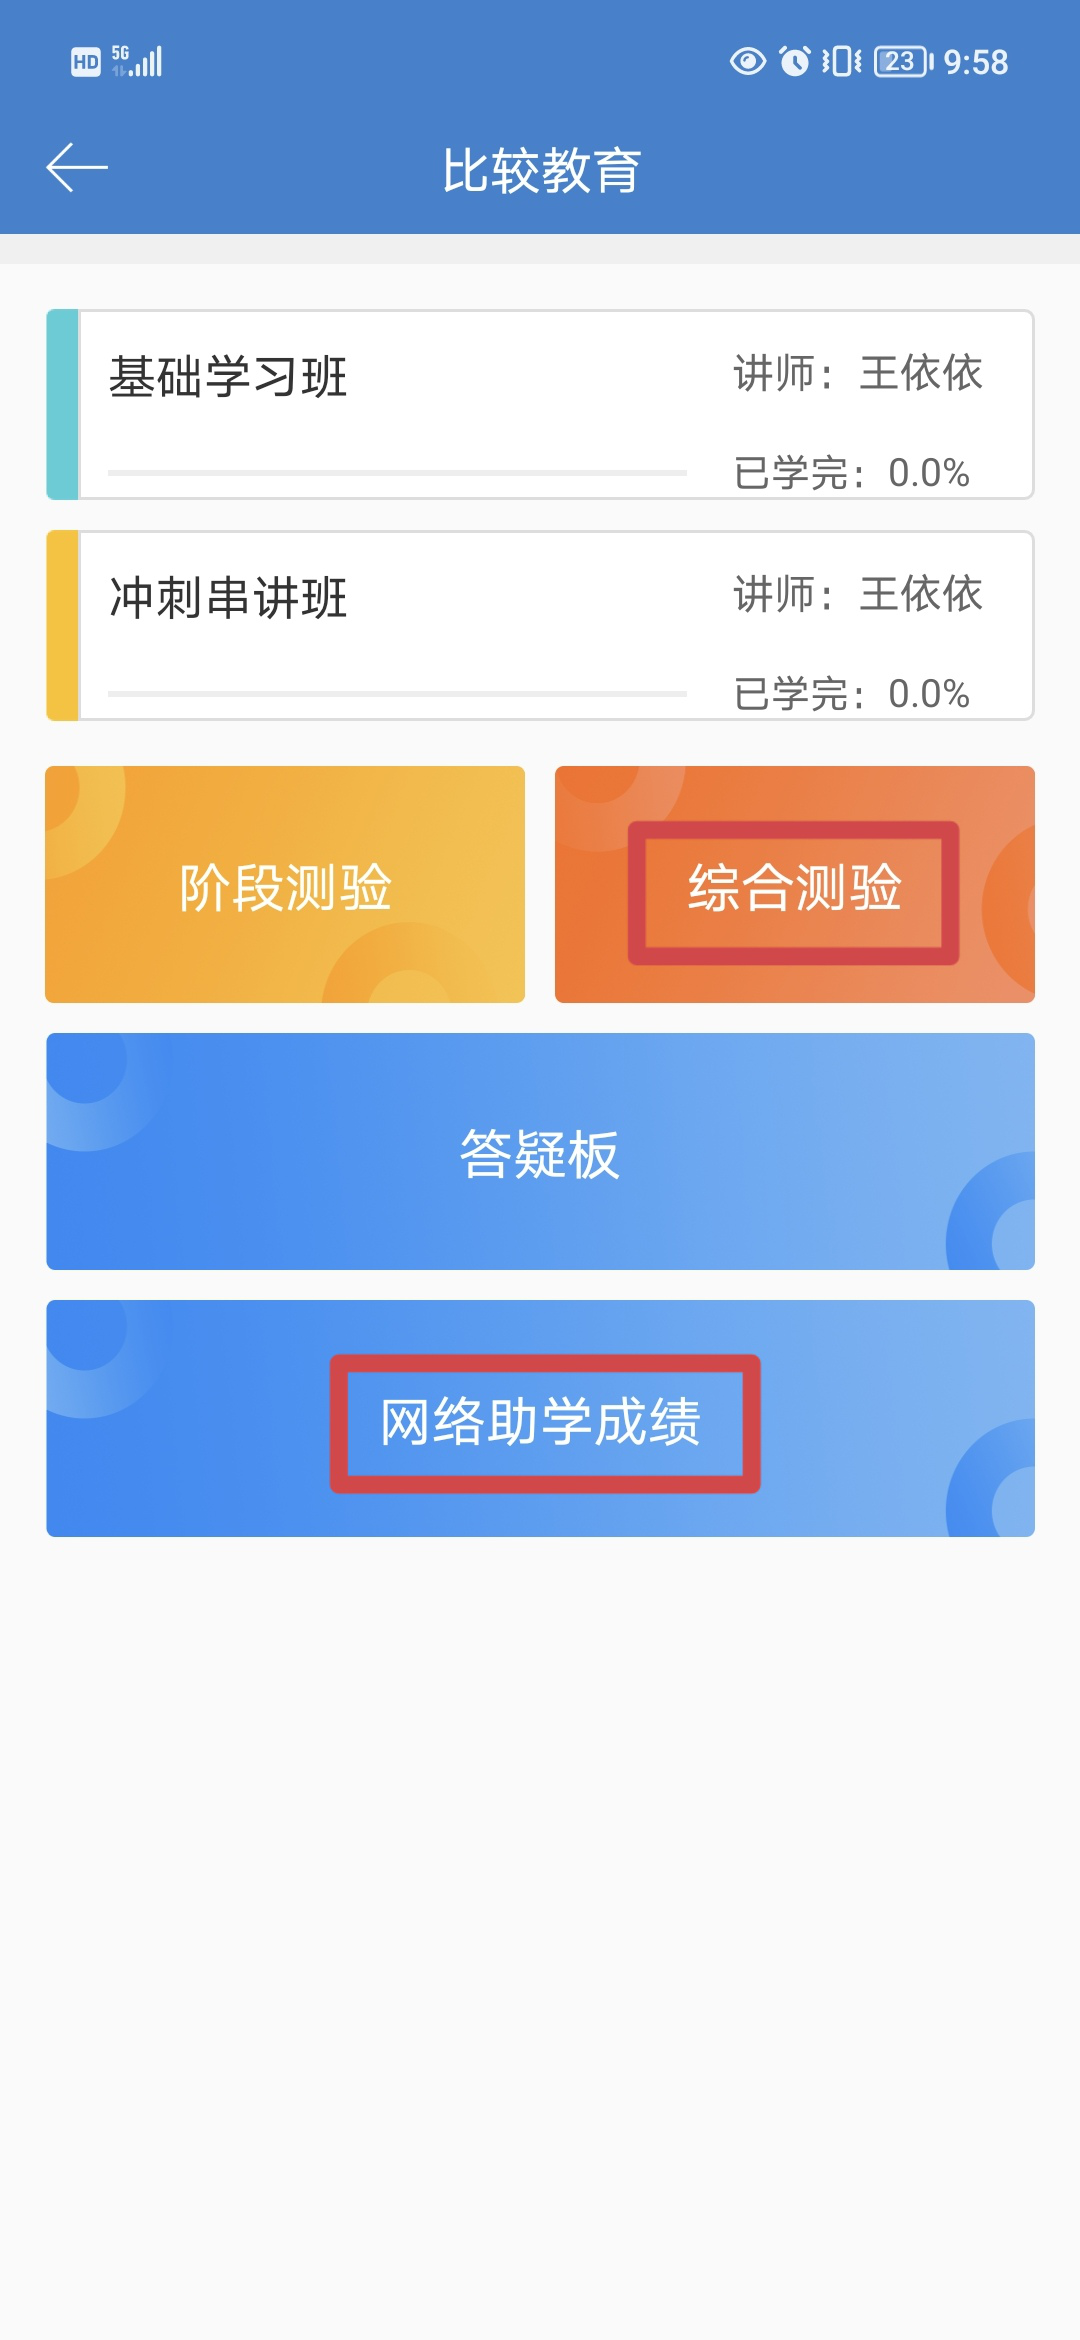 HD 5G 23 9:58
比较教育
基础学习班
讲师：王依依
已学完：0.0%
冲刺串讲班
讲师：王依依
已学完：0.0%
阶段测验
综合测验
答疑板
网络助学成绩